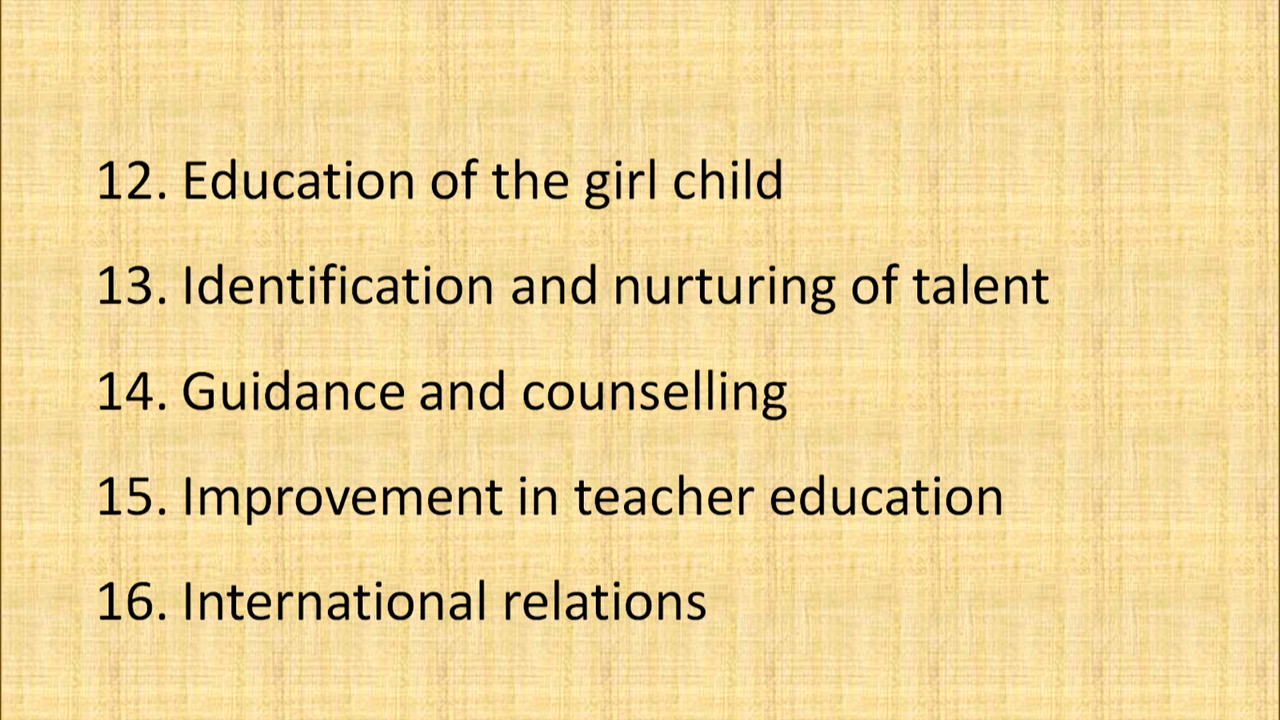 12. Education of the girl child
13. Identification and nurturing of talent
14. Guidance and counselling
15. Improvement in teacher education
16. International relations